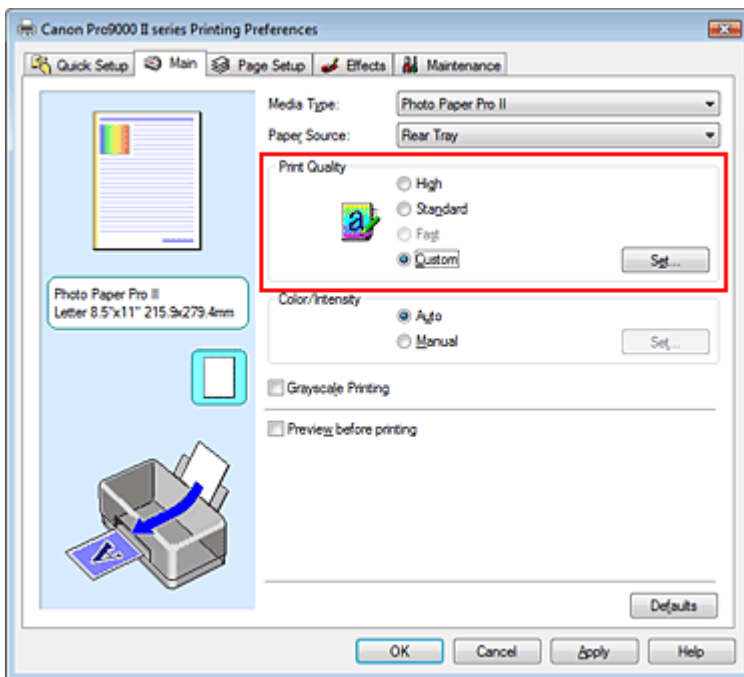 Canon Pro9000 II series Printing Preferences
Quick Setup Main Page Setup Effects Maintenance
Media Type: Photo Paper Pro II
Paper Source: Rear Tray
Print Quality
High
a Standard
Fast
Custom Set...
Photo Paper Pro II
Letter 8.5"x11" 215.9x279.4mm
Color/Intensity
Auto
Manual Set...
Grayscale Printing
Preview before printing
A
Defaults
OK Cancel Apply Help